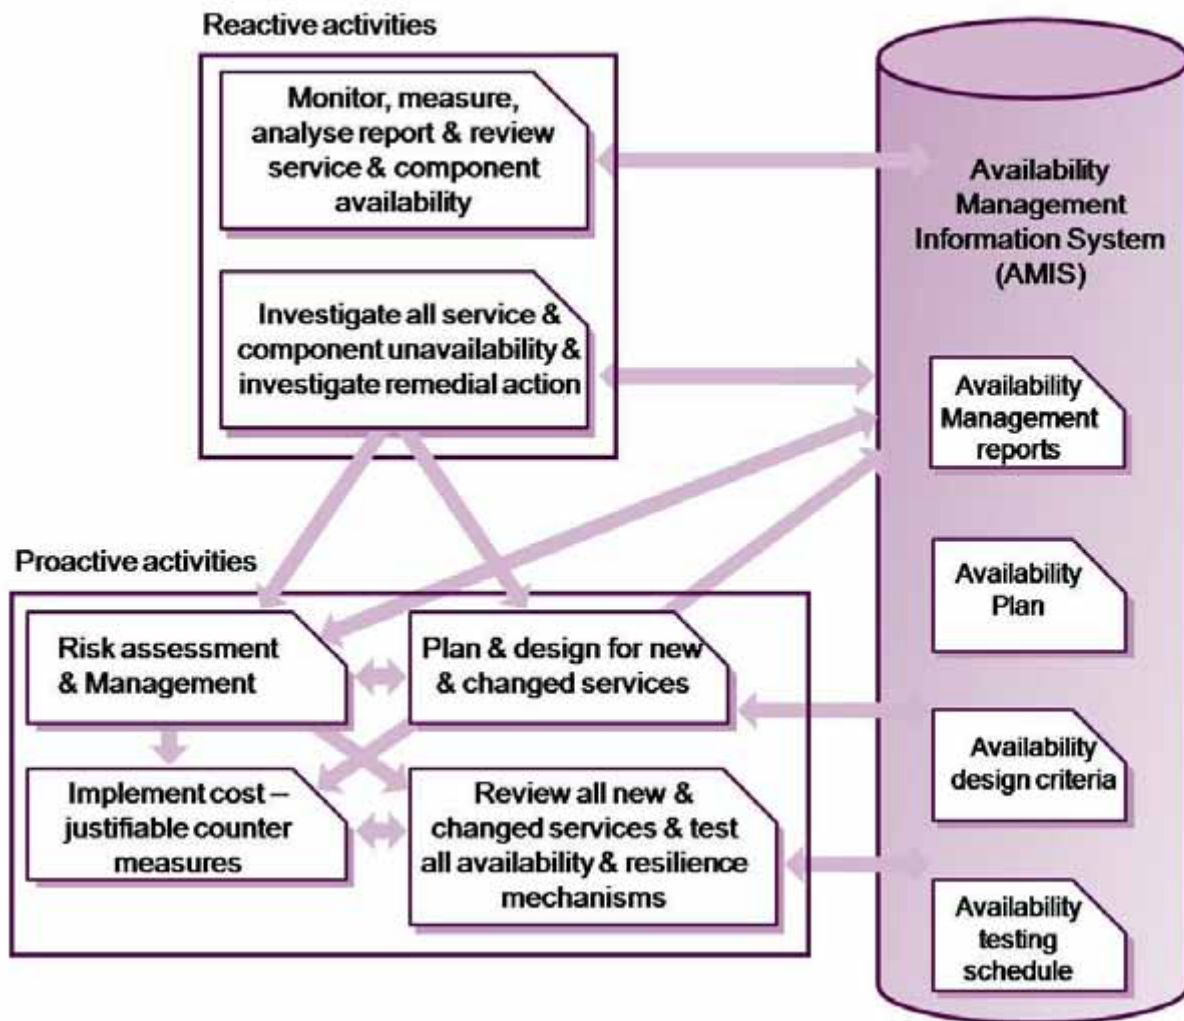 Reactive activities
Monitor, measure,
analyse report & review
service & component
availability
Investigate all service &
component unavailability &
investigate remedial action
Proactive activities
Risk assessment
& Management
Plan & design for new
& changed services
Implement cost –
justifiable counter
measures
Review all new &
changed services & test
all availability & resilience
mechanisms
Availability
Management
Information System
(AMIS)
Availability
Management
reports
Availability
Plan
Availability
design criteria
Availability
testing
schedule